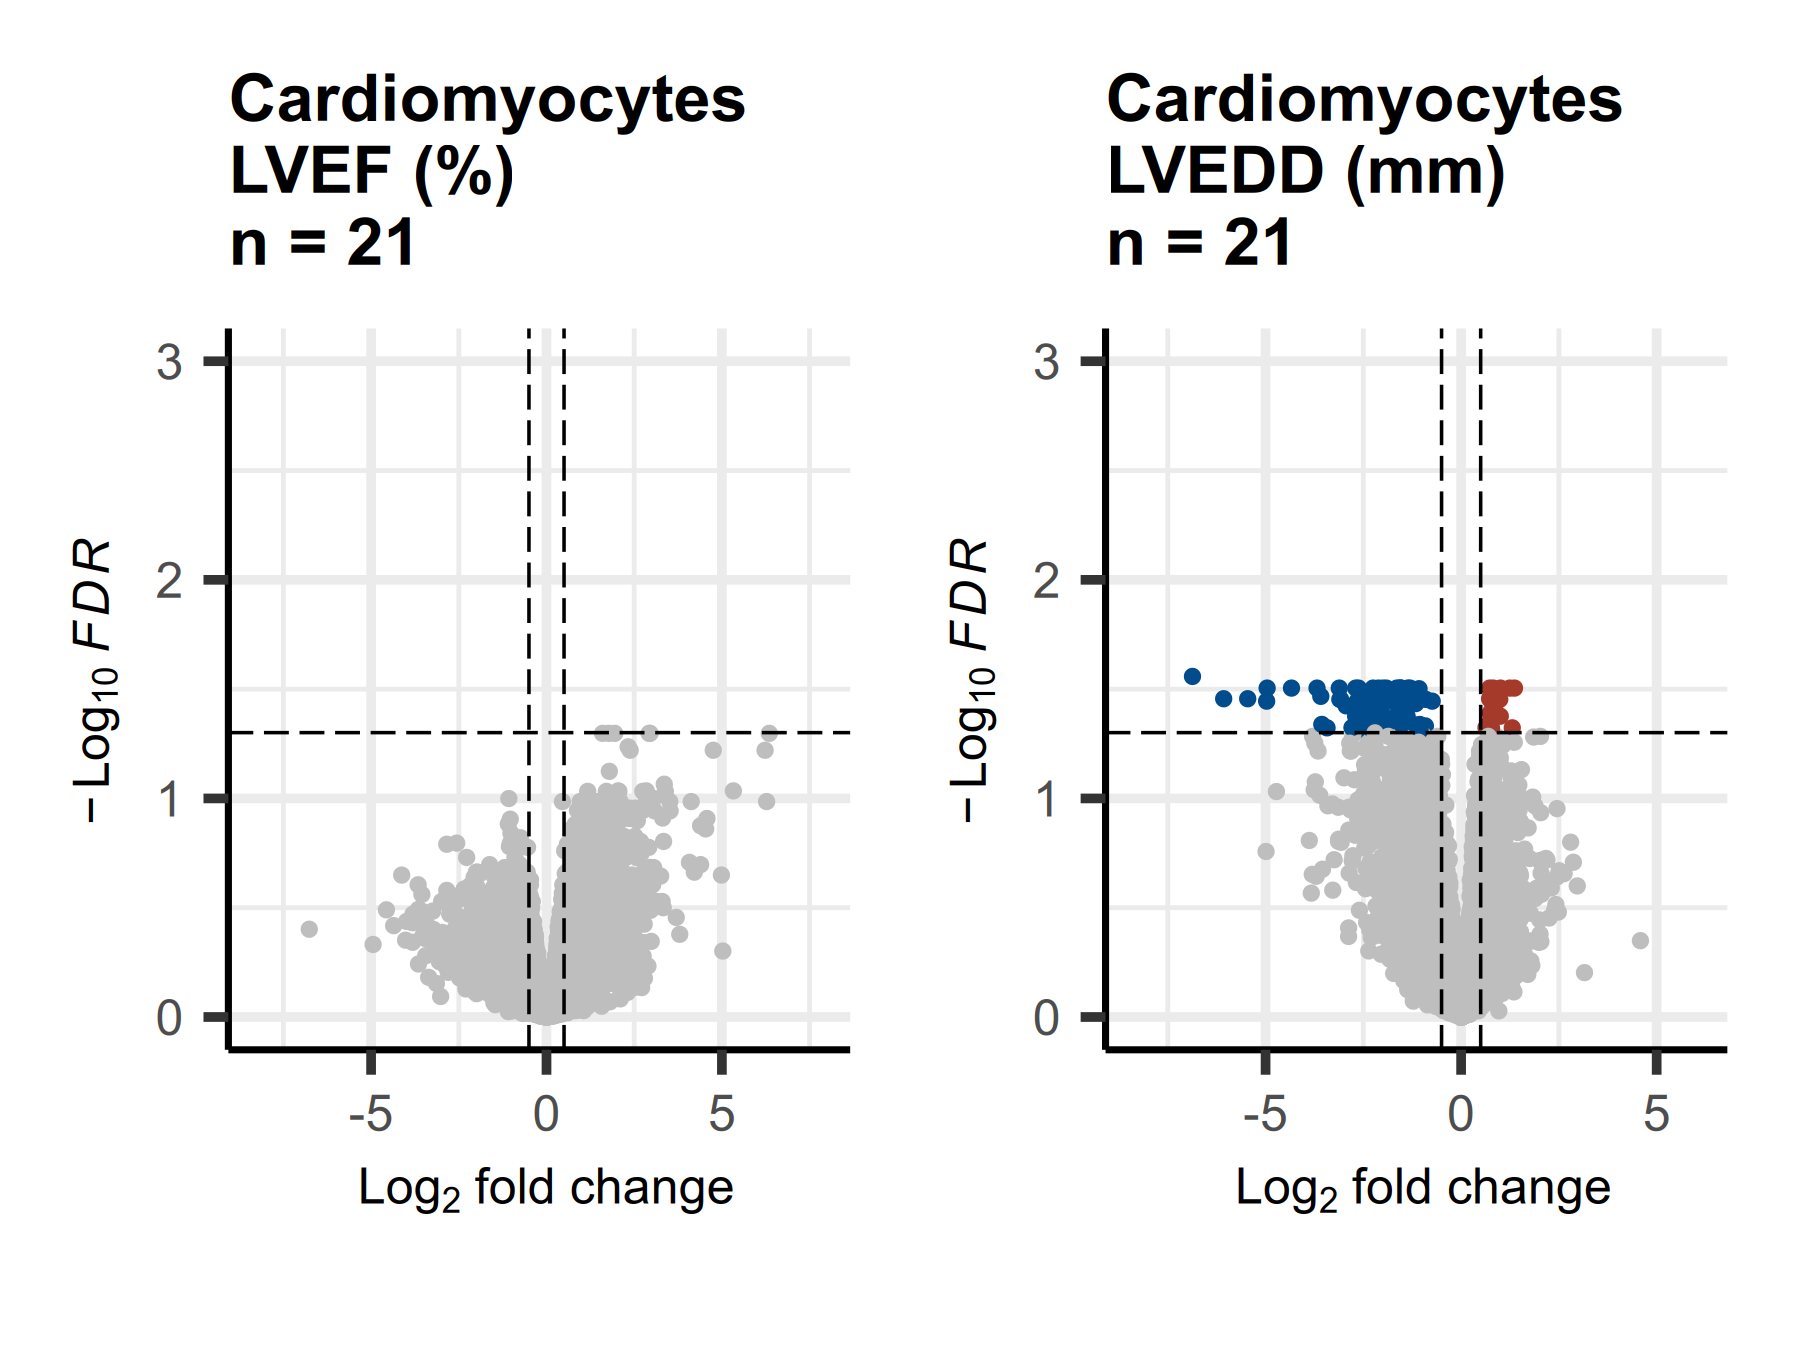 Cardiomyocytes
LVEF (%)
n = 21
3
2
1
0
-5 0 5
−Log10 FDR
Log2 fold change
Cardiomyocytes
LVEDD (mm)
n = 21
3
2
1
0
-5 0 5
−Log10 FDR
Log2 fold change